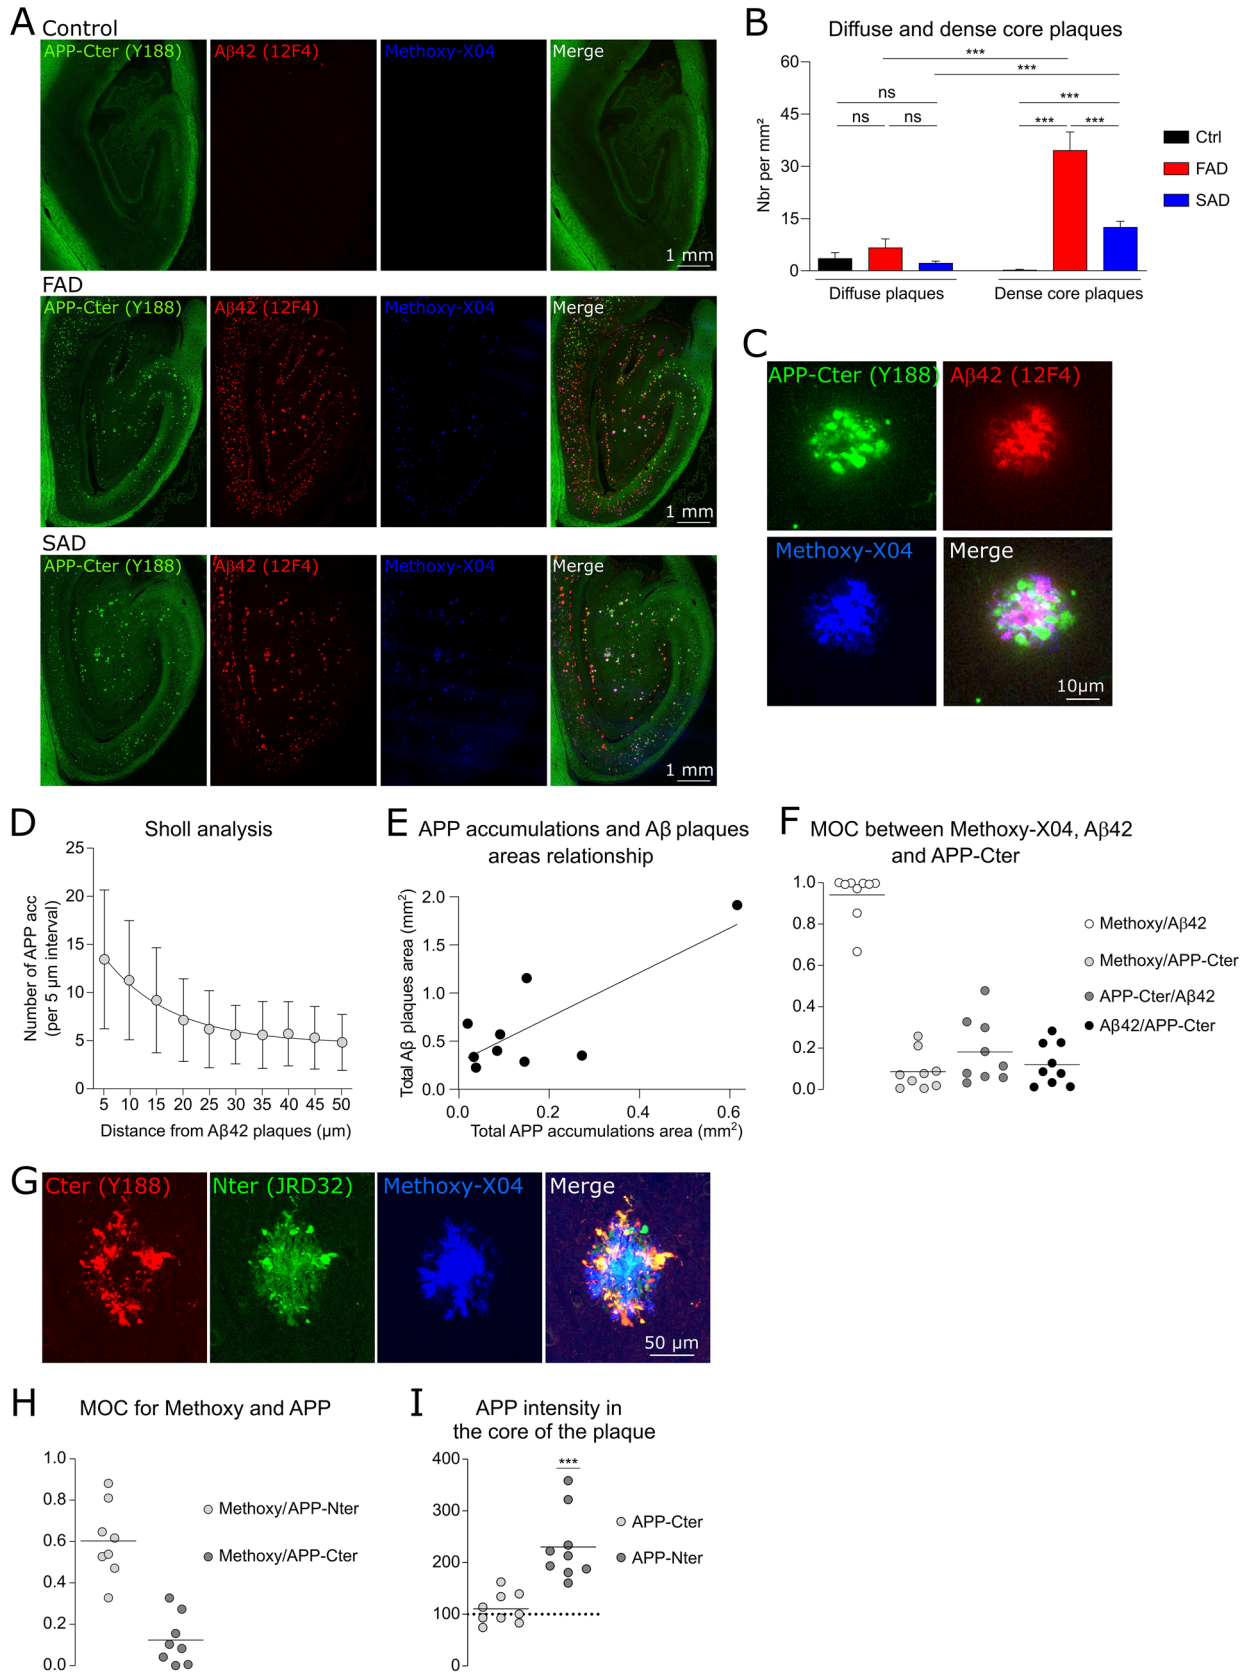 A
Control
APP-Cter (Y188)
Aβ42 (12F4)
Methoxy-X04
Merge
1 mm
FAD
APP-Cter (Y188)
Aβ42 (12F4)
Methoxy-X04
Merge
1 mm
SAD
APP-Cter (Y188)
Aβ42 (12F4)
Methoxy-X04
Merge
1 mm
B
Diffuse and dense core plaques
Nbr per mm²
60
45
30
15
0
***
***
ns
***
ns
ns
***
***
Diffuse plaques
Dense core plaques
Ctrl
FAD
SAD
C
APP-Cter (Y188)
Aβ42 (12F4)
Methoxy-X04
Merge
10µm
D
Sholl analysis
Number of APP acc
(per 5 µm interval)
25
20
15
10
5
0
5 10 15 20 25 30 35 40 45 50
Distance from Aβ42 plaques (µm)
E
APP accumulations and Aβ plaques
areas relationship
Total Aβ plaques area (mm²)
2.0
1.5
1.0
0.5
0.0
0.0 0.2 0.4 0.6
Total APP accumulations area (mm²)
F
MOC between Methoxy-X04, Aβ42
and APP-Cter
1.0
0.8
0.6
0.4
0.2
0.0
Methoxy/Aβ42
Methoxy/APP-Cter
APP-Cter/Aβ42
Aβ42/APP-Cter
G
Cter (Y188)
Nter (JRD32)
Methoxy-X04
Merge
50 µm
H
MOC for Methoxy and APP
1.0
0.8
0.6
0.4
0.2
0.0
Methoxy/APP-Nter
Methoxy/APP-Cter
I
APP intensity in
the core of the plaque
400
300
200
100
0
***
APP-Cter
APP-Nter